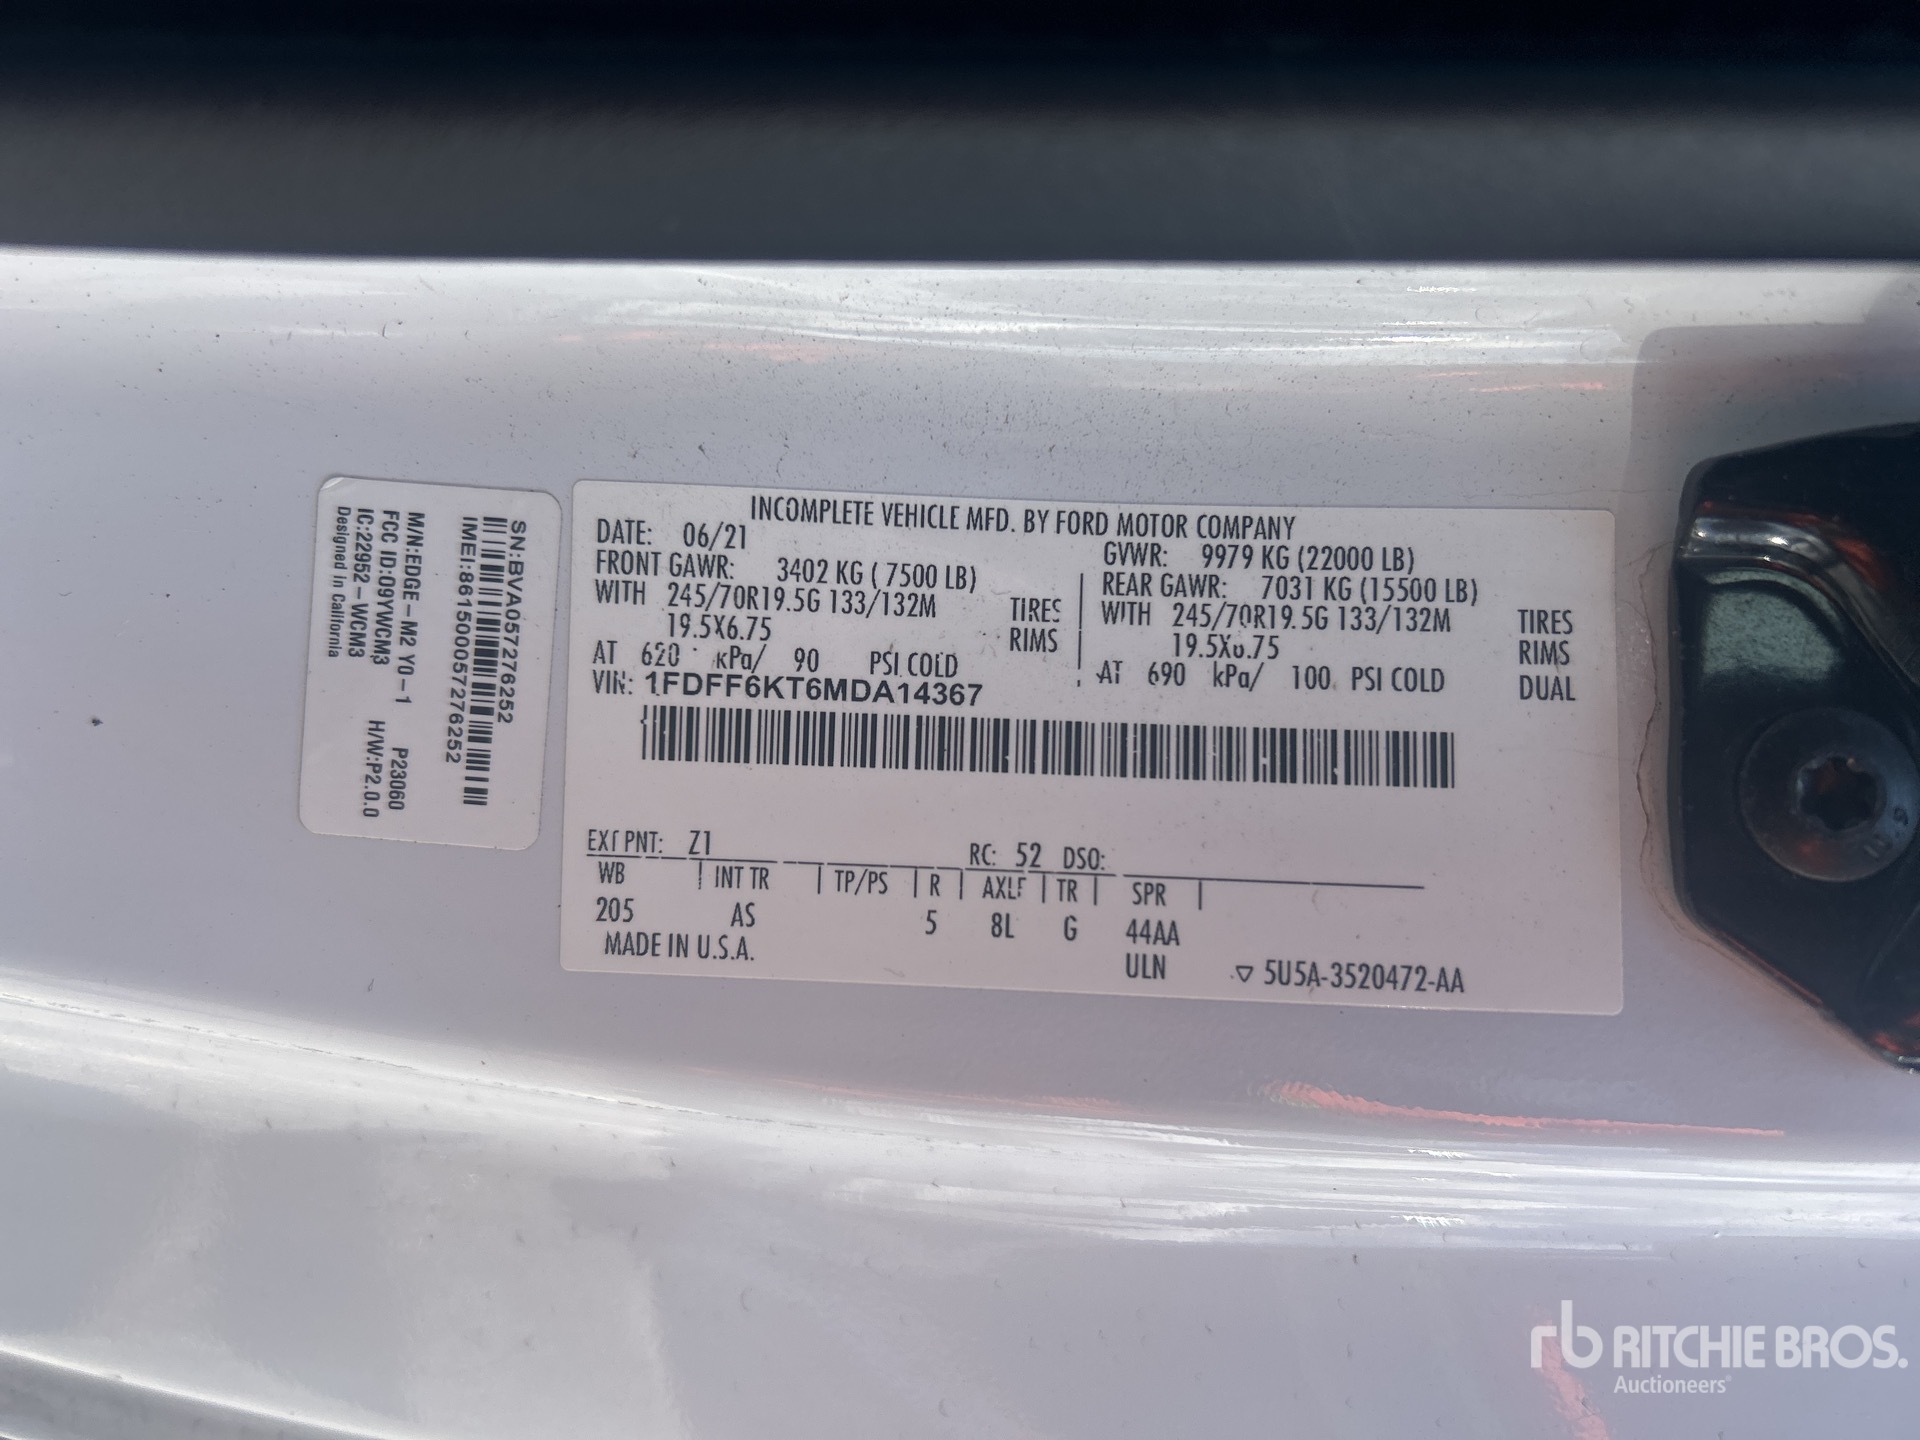 SN:BVA057276252
IMEI:861500057276252
M/N:EDGE-M2 Y0-1 P23060
FCC ID:O9YWCM3 H/W:P2.0.0
IC:22952-WCM3
Designed in California
INCOMPLETE VEHICLE MFD. BY FORD MOTOR COMPANY
DATE: 06/21 GVWR: 9979 KG (22000 LB)
FRONT GAWR: 3402 KG ( 7500 LB) REAR GAWR: 7031 KG (15500 LB)
WITH 245/70R19.5G 133/132M TIRES WITH 245/70R19.5G 133/132M TIRES
19.5X6.75 RIMS 19.5X6.75 RIMS
AT 620 kPa/ 90 PSI COLD AT 690 kPa/ 100 PSI COLD DUAL
VIN: 1FDFF6KT6MDA14367
EXT PNT: Z1 RC: 52 DSO:
WB INT TR TP/PS R AXLE TR SPR
205 AS 5 8L G 44AA
MADE IN U.S.A. ULN ▽ 5U5A-3520472-AA
rb RITCHIE BROS.
Auctioneers